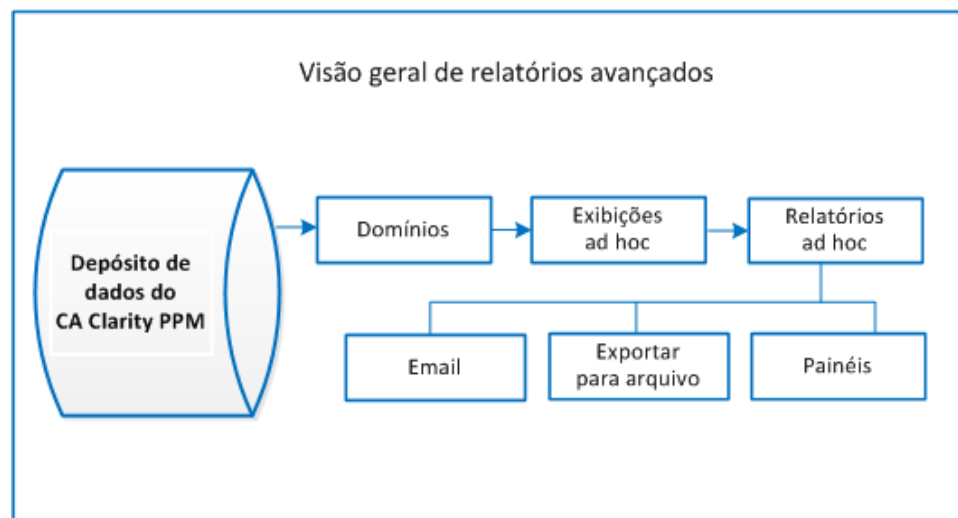 Visão geral de relatórios avançados
Depósito de
dados do
CA Clarity PPM
Domínios
Exibições
ad hoc
Relatórios
ad hoc
Email
Exportar
para arquivo
Painéis